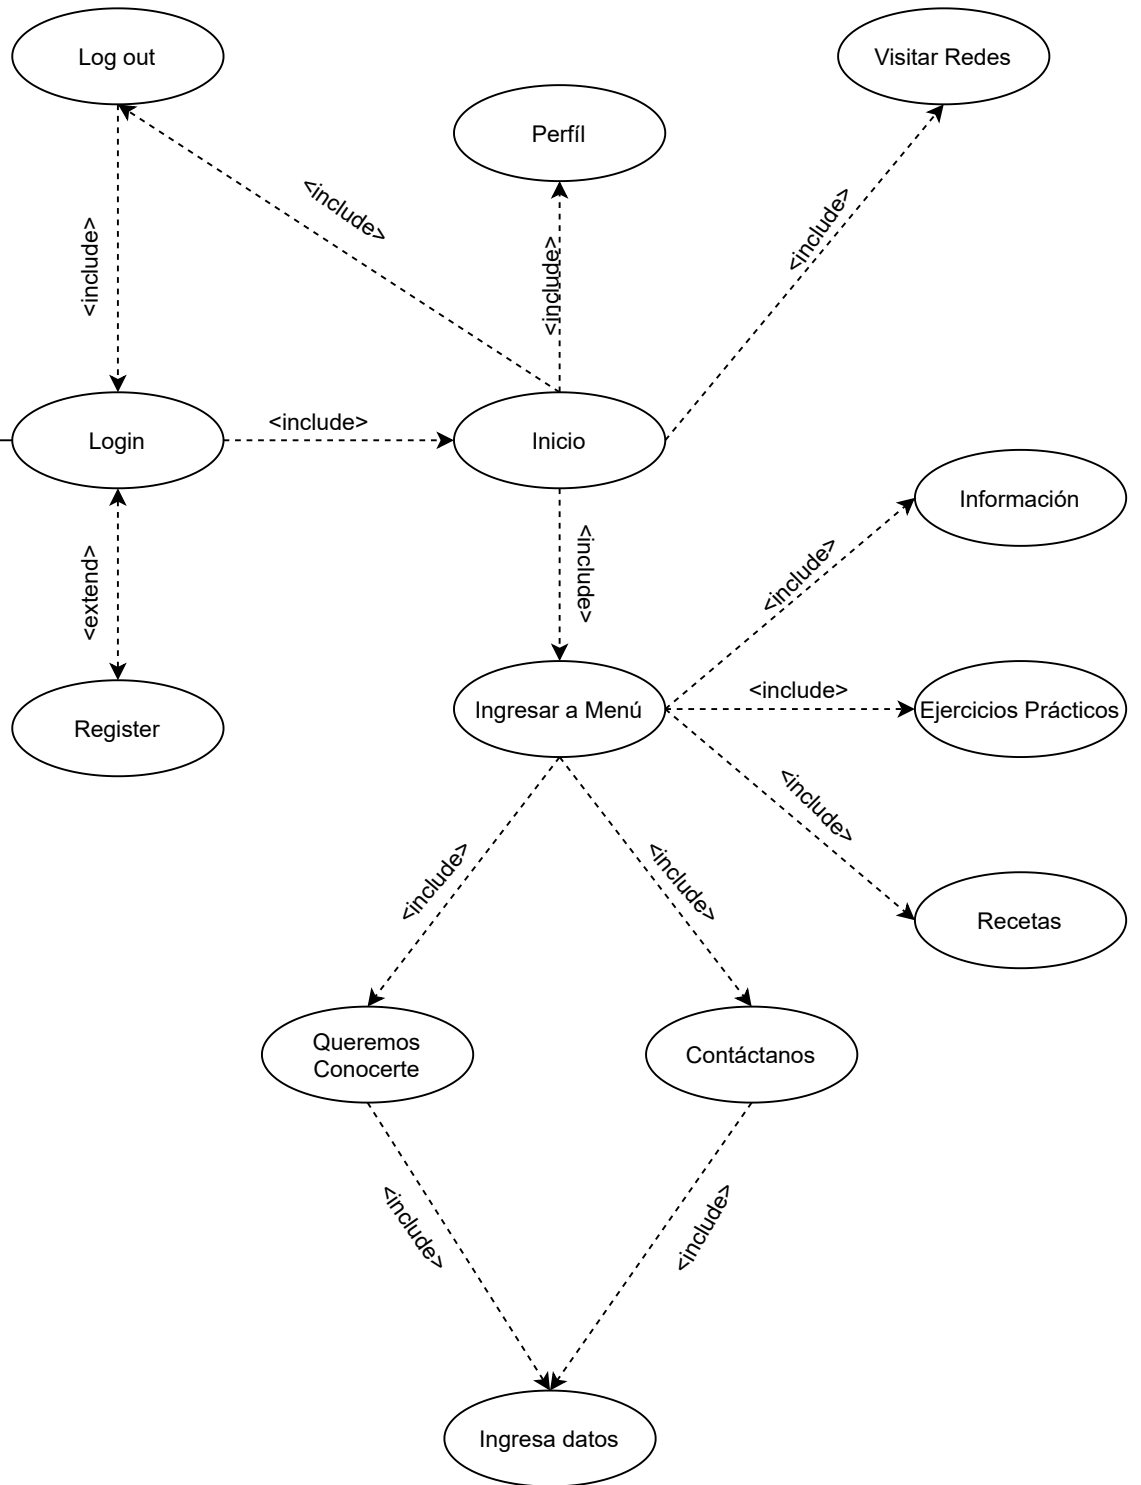 Log out
Visitar Redes
Perfíl
<include>
<include>
<include>
<include>
<include>
Login
Inicio
Información
<include>
<include>
<extend>
<include>
Ingresar a Menú
Ejercicios Prácticos
Register
<include>
<include>
<include>
Recetas
Queremos
Conocerte
Contáctanos
<include>
<include>
Ingresa datos